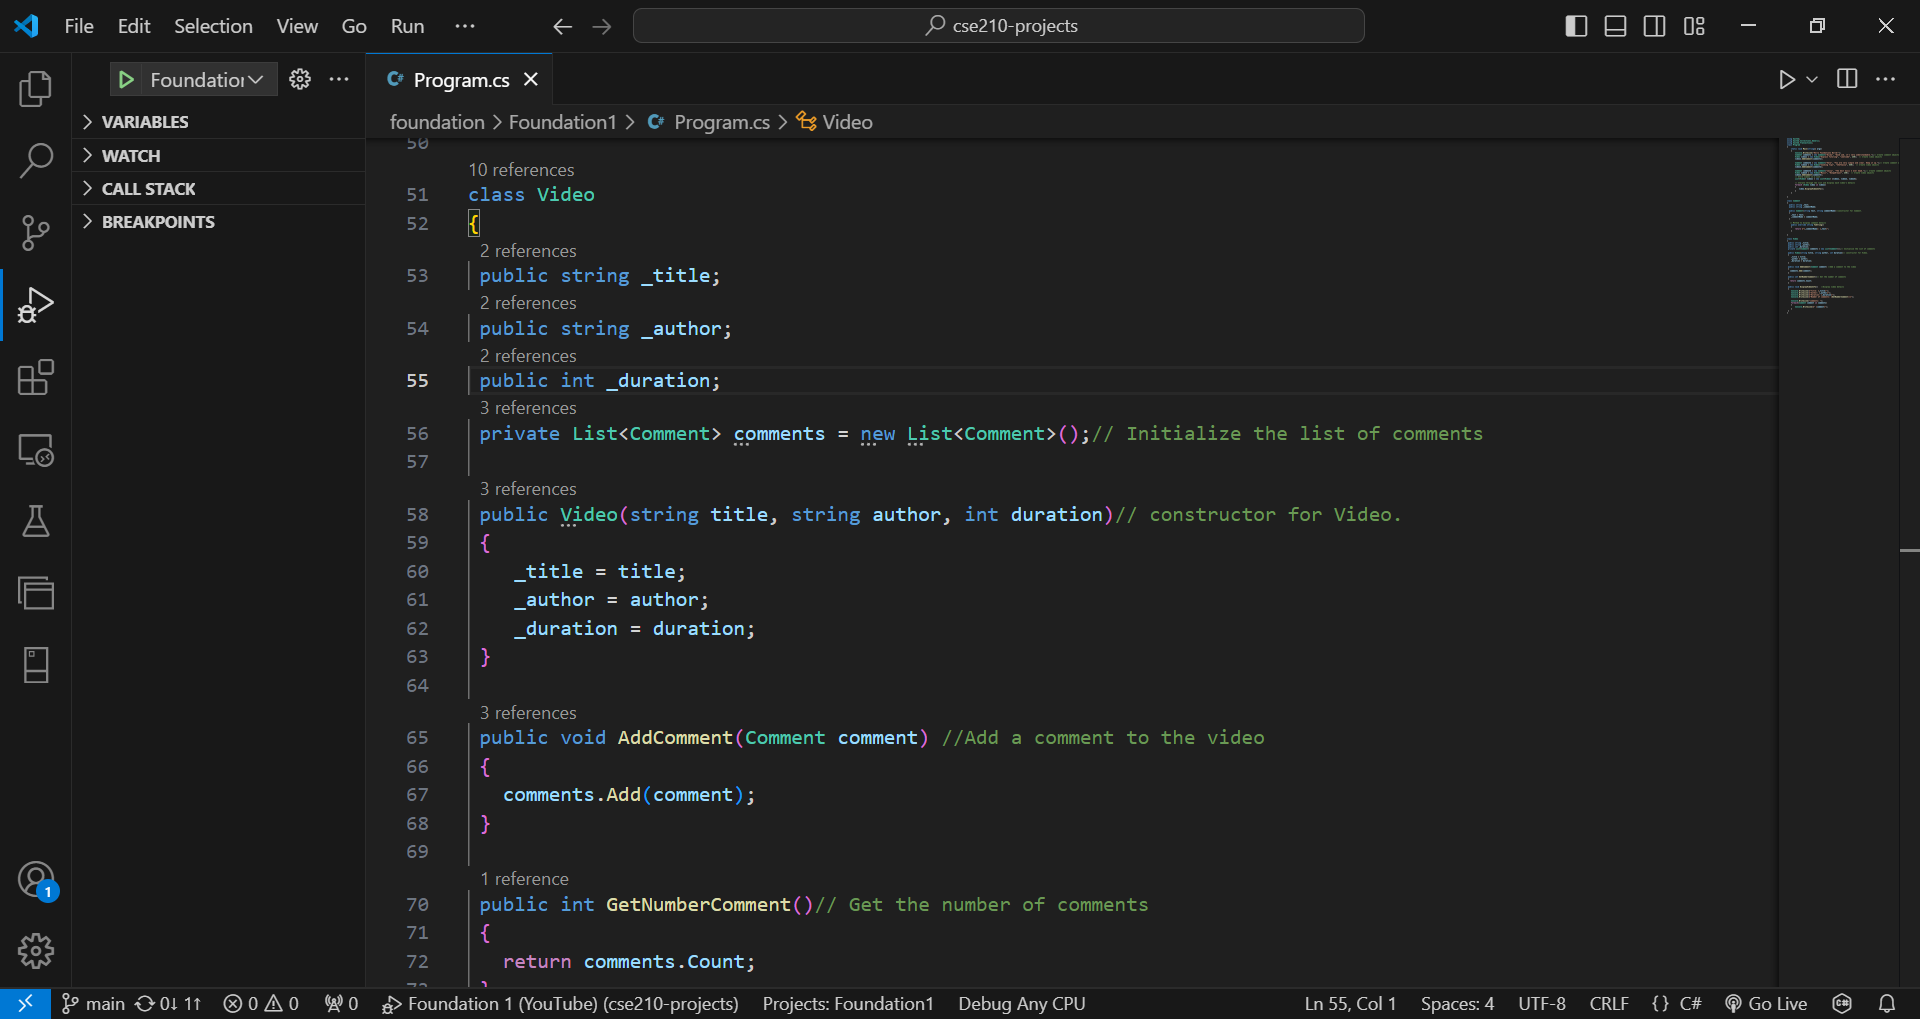 File Edit Selection View Go Run ··· cse210-projects
Foundation
Program.cs
VARIABLES
WATCH
CALL STACK
BREAKPOINTS
foundation > Foundation1 > Program.cs > Video
50
10 references
51 class Video
52 {
2 references
53 public string _title;
2 references
54 public string _author;
2 references
55 public int _duration;
3 references
56 private List<Comment> comments = new List<Comment>();// Initialize the list of comments
57
3 references
58 public Video(string title, string author, int duration)// constructor for Video.
59 {
60 _title = title;
61 _author = author;
62 _duration = duration;
63 }
64
3 references
65 public void AddComment(Comment comment) //Add a comment to the video
66 {
67 comments.Add(comment);
68 }
69
1 reference
70 public int GetNumberComment()// Get the number of comments
71 {
72 return comments.Count;
73 }
1
main 0↓ 1↑ 0 0 0 Foundation 1 (YouTube) (cse210-projects) Projects: Foundation1 Debug Any CPU Ln 55, Col 1 Spaces: 4 UTF-8 CRLF {} C# Go Live